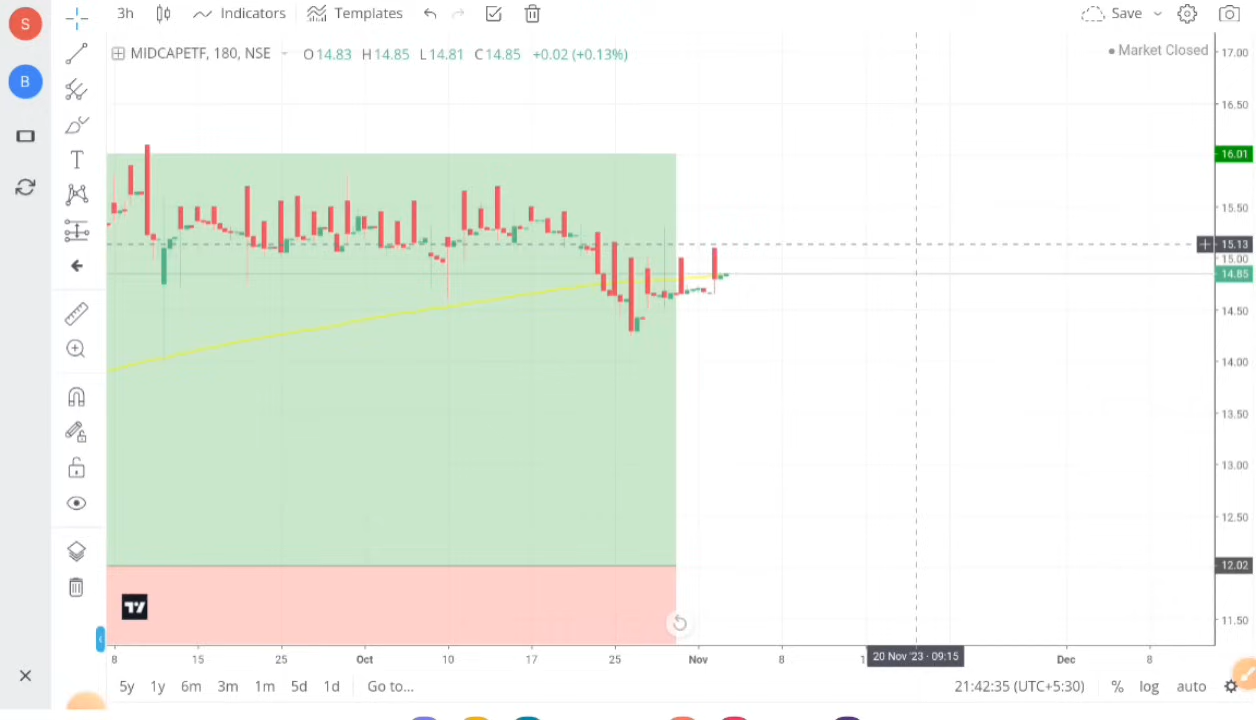 S
B
3h Indicators Templates Save
MIDCAPETF, 180, NSE O14.83 H14.85 L14.81 C14.85 +0.02 (+0.13%)
Market Closed
17.00
16.50
16.01
15.50
15.13
15.00
14.85
14.50
14.00
13.50
13.00
12.50
12.02
11.50
8 15 25 Oct 10 17 25 Nov 8 20 Nov '23 · 09:15 Dec 8
5y 1y 6m 3m 1m 5d 1d Go to... 21:42:35 (UTC+5:30) % log auto